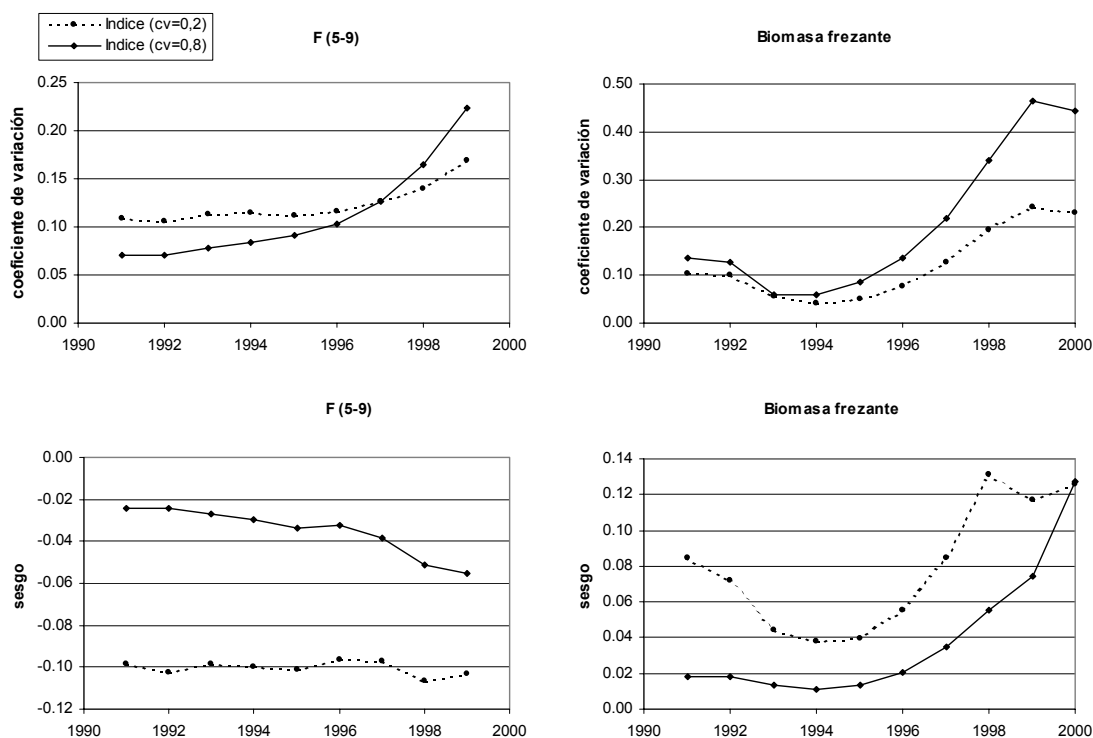 Indice (cv=0,2)
Indice (cv=0,8)
F (5-9)
coeficiente de variación
0.25
0.20
0.15
0.10
0.05
0.00
1990 1992 1994 1996 1998 2000
Biomasa frezante
coeficiente de variación
0.50
0.40
0.30
0.20
0.10
0.00
1990 1992 1994 1996 1998 2000
F (5-9)
sesgo
0.00
-0.02
-0.04
-0.06
-0.08
-0.10
-0.12
1990 1992 1994 1996 1998 2000
Biomasa frezante
sesgo
0.14
0.12
0.10
0.08
0.06
0.04
0.02
0.00
1990 1992 1994 1996 1998 2000